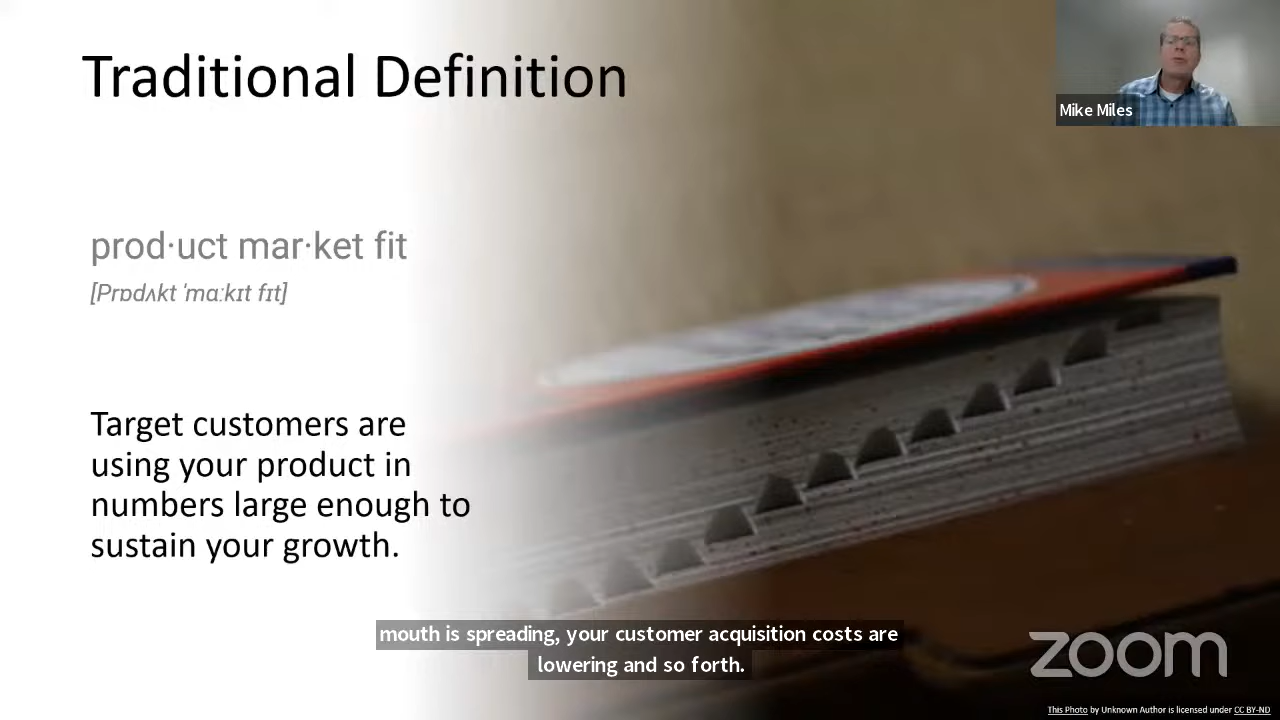 Traditional Definition
Mike Miles
prod·uct mar·ket fit
[Prɒdʌkt 'mɑːkɪt fɪt]
Target customers are
using your product in
numbers large enough to
sustain your growth.
mouth is spreading, your customer acquisition costs are
lowering and so forth.
zoom
This Photo by Unknown Author is licensed under CC BY-ND